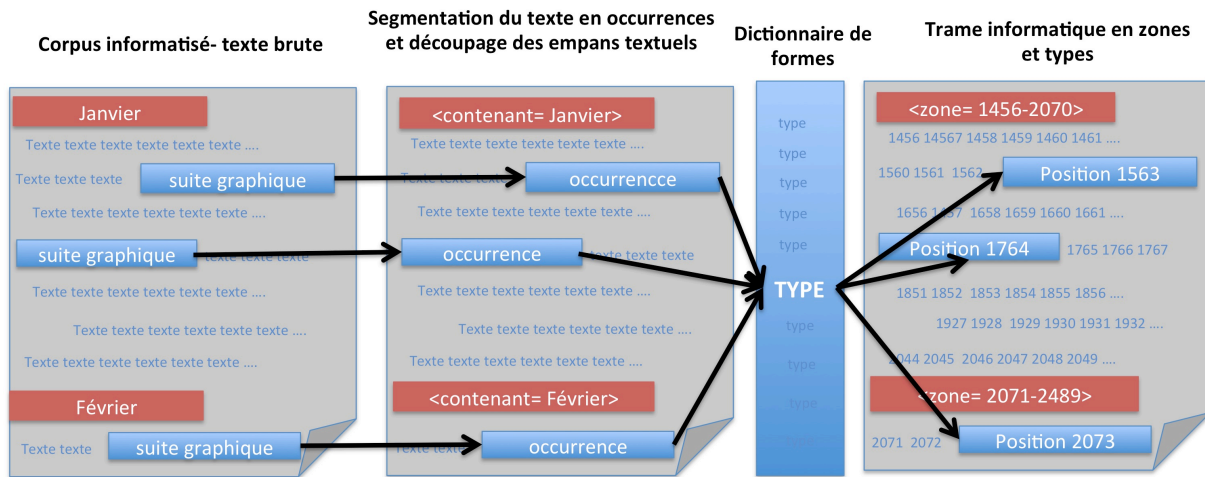 Corpus informatisé- texte brute
Janvier
Texte texte texte texte texte texte ....
Texte texte texte
suite graphique
Texte texte texte texte texte texte ....
suite graphique
texte texte texte
Texte texte texte texte texte texte ....
Texte texte texte texte texte texte ....
Texte texte texte texte texte texte ....
Février
Texte texte
suite graphique
Segmentation du texte en occurrences
et découpage des empans textuels
<contenant= Janvier>
Texte texte texte texte texte texte ....
Texte texte texte
occurrencce
Texte texte texte texte texte texte ....
occurrence
texte texte texte
Texte texte texte texte texte texte ....
Texte texte texte texte texte texte ....
Texte texte texte texte texte texte ....
<contenant= Février>
Texte texte
occurrence
Dictionnaire de
formes
type
type
type
type
type
TYPE
type
type
type
type
Trame informatique en zones
et types
<zone= 1456-2070>
1456 14567 1458 1459 1460 1461 ....
1560 1561 1562
Position 1563
1656 1457 1658 1659 1660 1661 ....
Position 1764
1765 1766 1767
1851 1852 1853 1854 1855 1856 ....
1927 1928 1929 1930 1931 1932 ....
2044 2045 2046 2047 2048 2049 ....
<zone= 2071-2489>
2071 2072
Position 2073